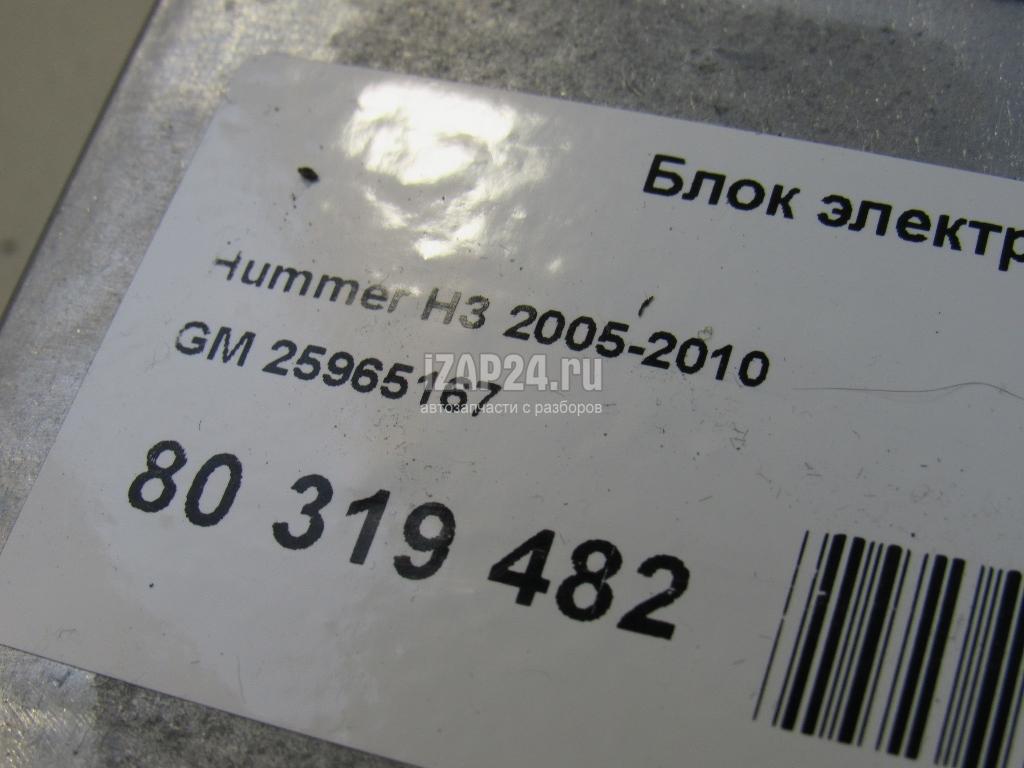 Блок электр
Hummer H3 2005-2010
GM 25965167
iZAP24.ru
автозапчасти с разборов
80 319 482